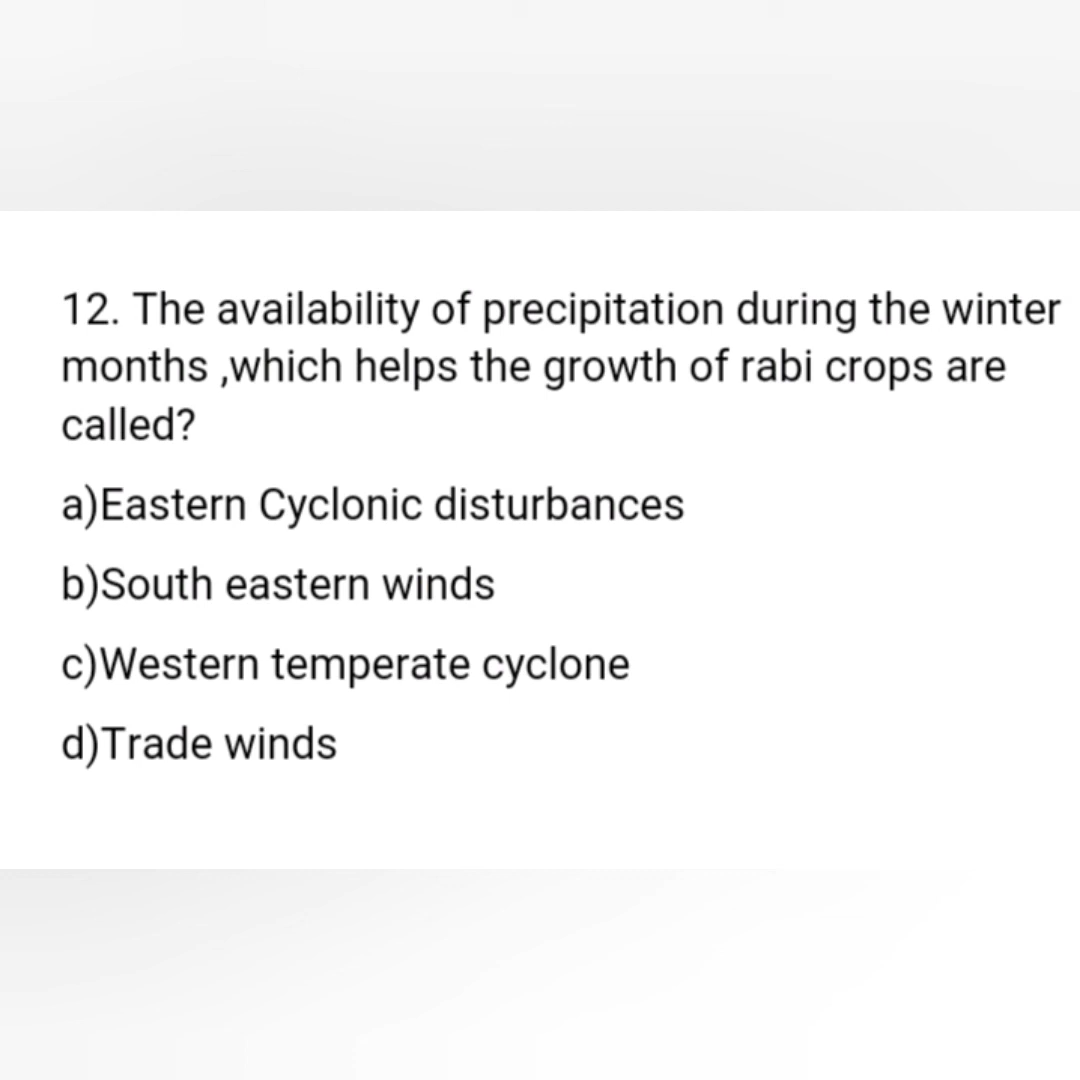 12. The availability of precipitation during the winter
months ,which helps the growth of rabi crops are
called?
a)Eastern Cyclonic disturbances
b)South eastern winds
c)Western temperate cyclone
d)Trade winds